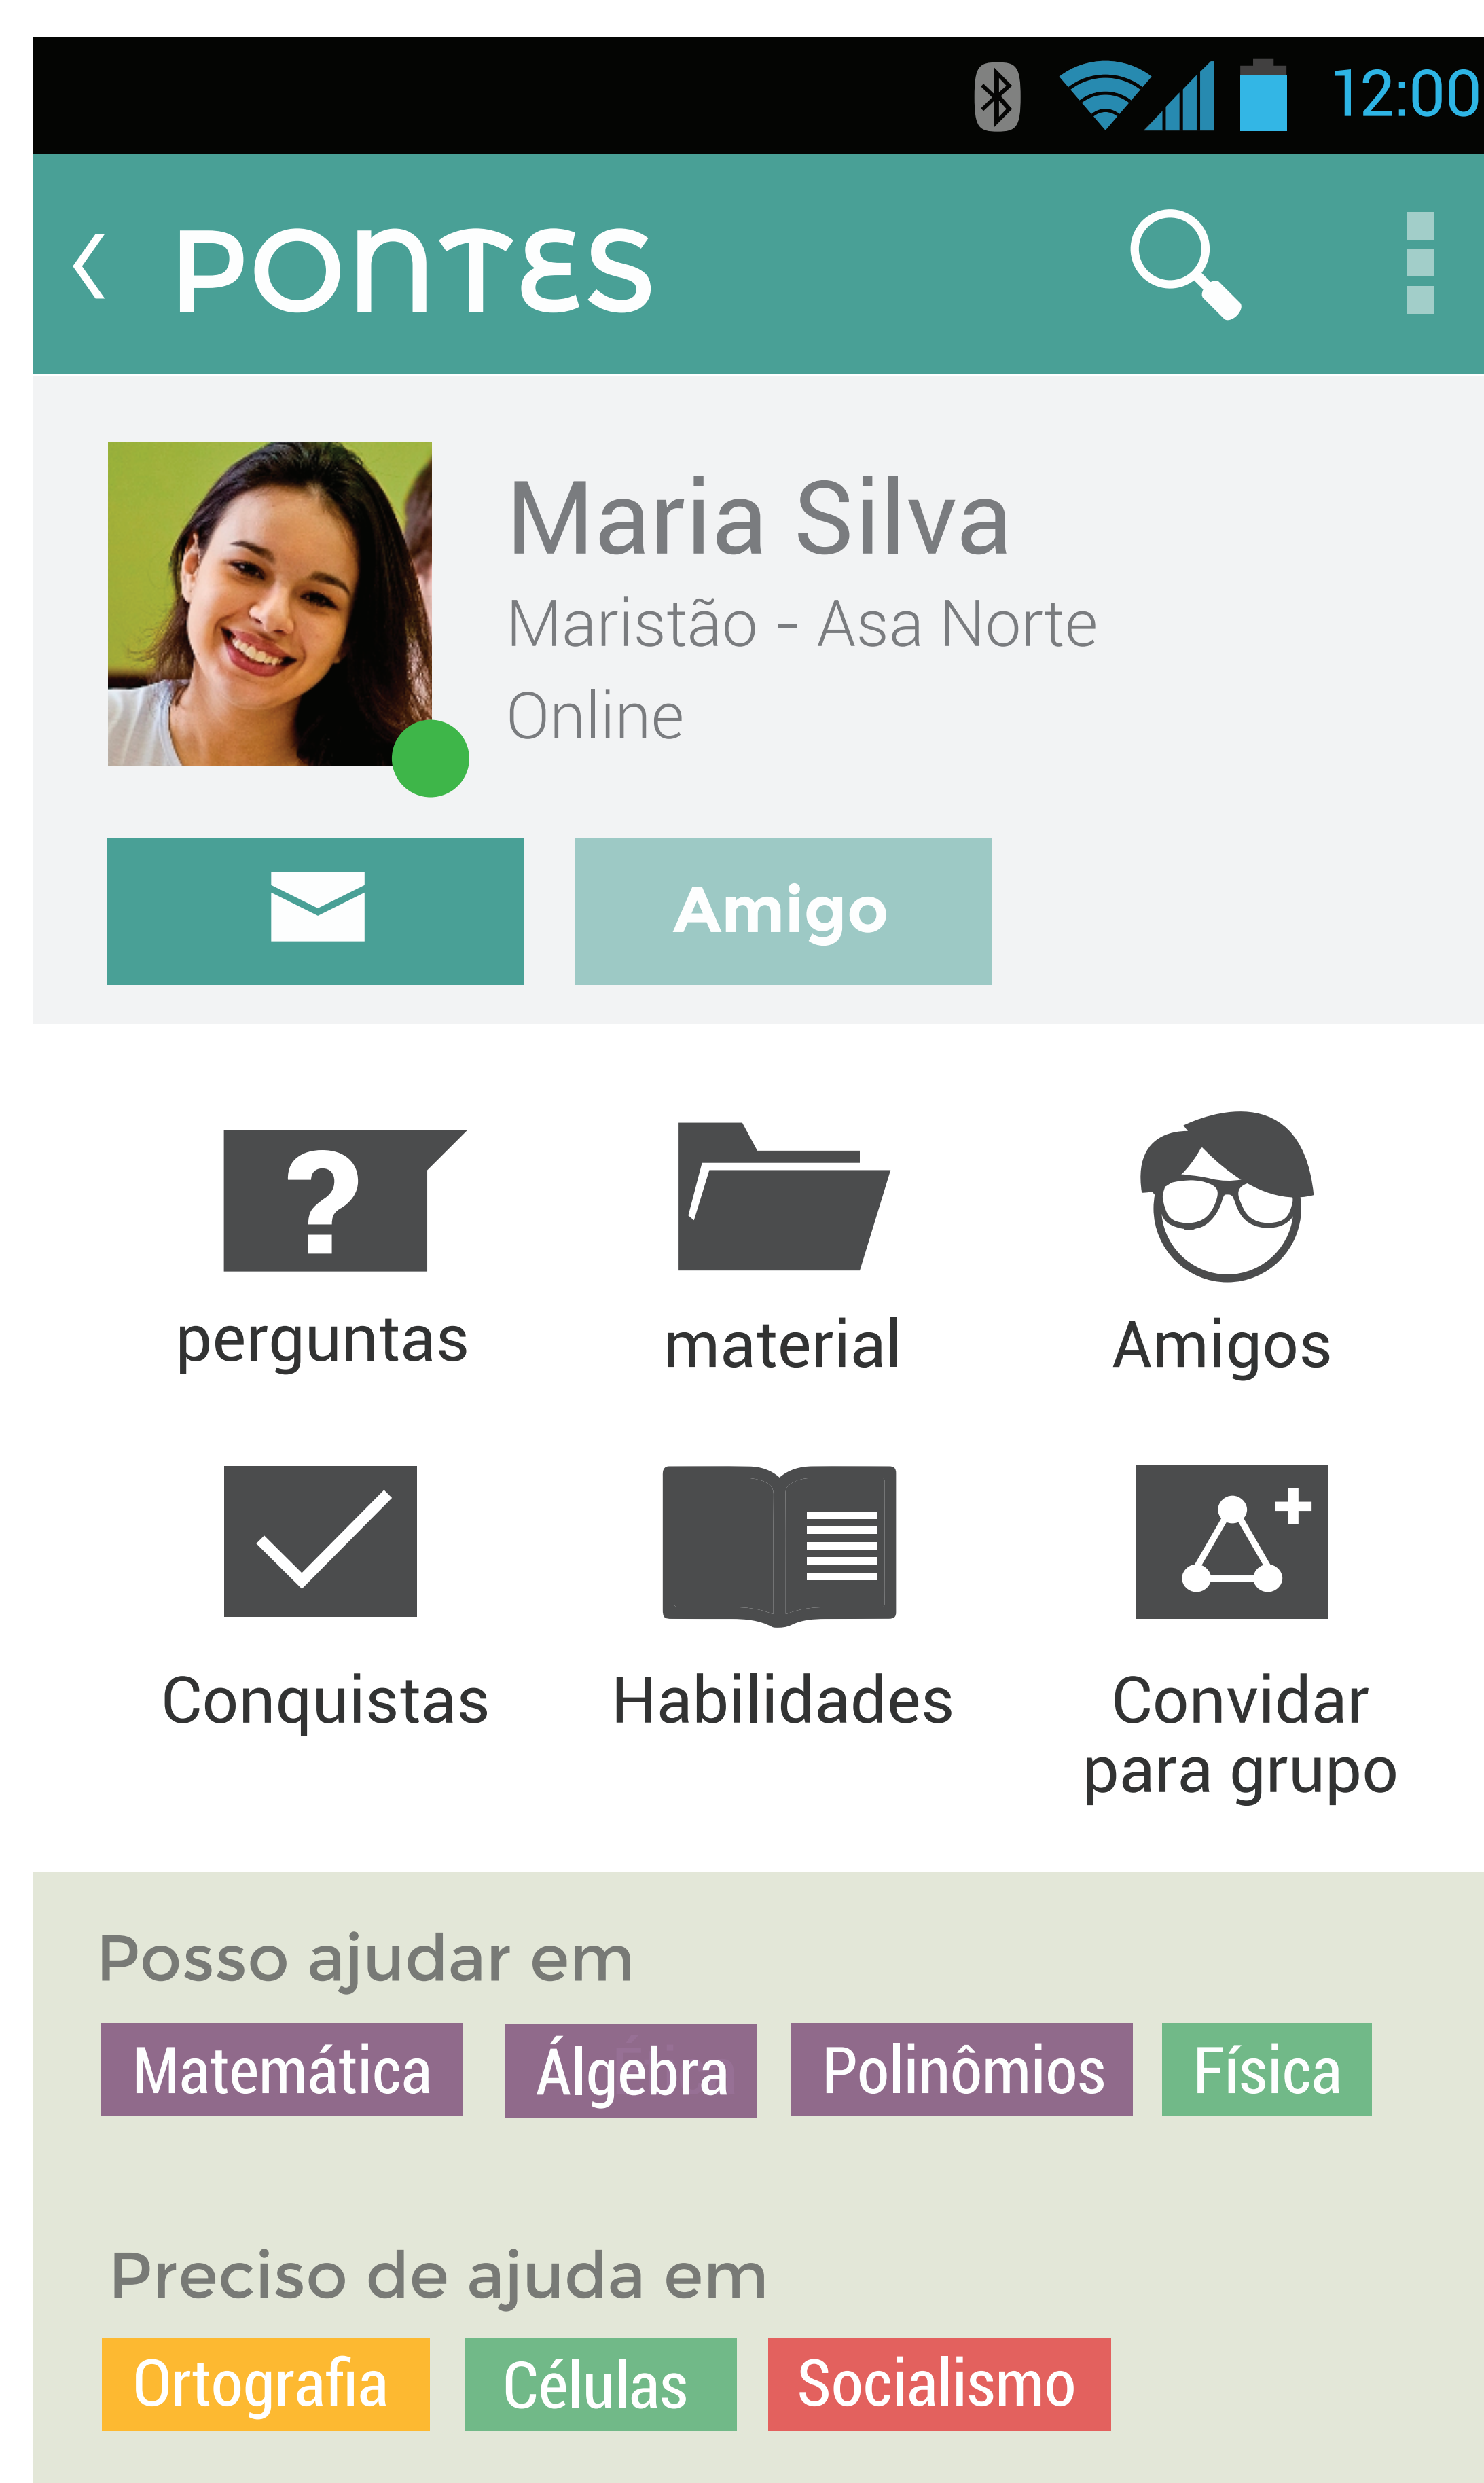 12:00
PONTES
Maria Silva
Maristão - Asa Norte
Online
Amigo
?
perguntas material Amigos
Conquistas Habilidades Convidar
para grupo
Posso ajudar em
Matemática Álgebra Polinômios Física
Preciso de ajuda em
Ortografia Células Socialismo